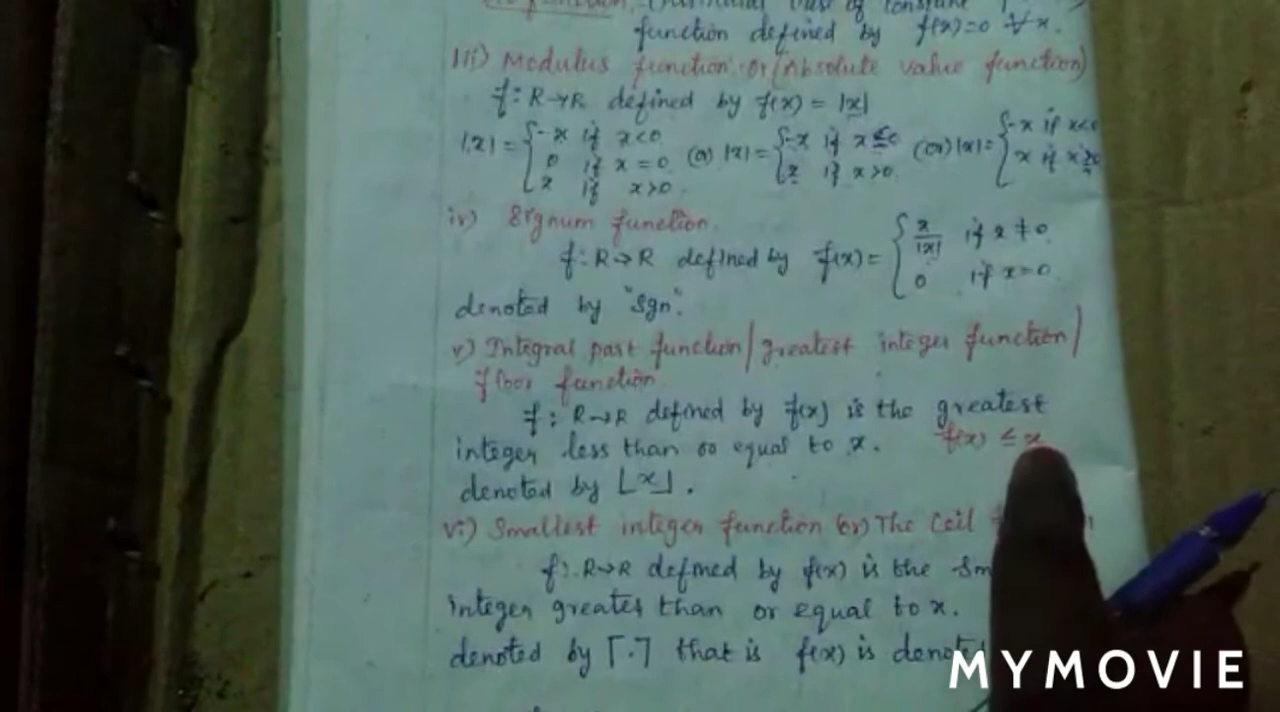 function defined by f(x)=0 ∀ x.
iii) Modulus function or (Absolute value function)
f: R→R defined by f(x) = |x|
|x| = { -x if x<0, 0 if x=0, x if x>0. (or) |x| = { -x if x≤0, x if x>0. (or) |x| = { -x if x<0, x if x≥0
iv) Signum function.
f: R→R defined by f(x) = { x/|x| if x≠0, 0 if x=0.
denoted by "Sgn".
v) Integral part function/greatest integer function/
floor function
f: R→R defined by f(x) is the greatest
integer less than or equal to x. f(x) ≤ x
denoted by ⌊x⌋.
vi) Smallest integer function (or) The Ceil
f: R→R defined by f(x) is the Sm
integer greater than or equal to x.
denoted by ⌈.⌉ that is f(x) is denot
MYMOVIE